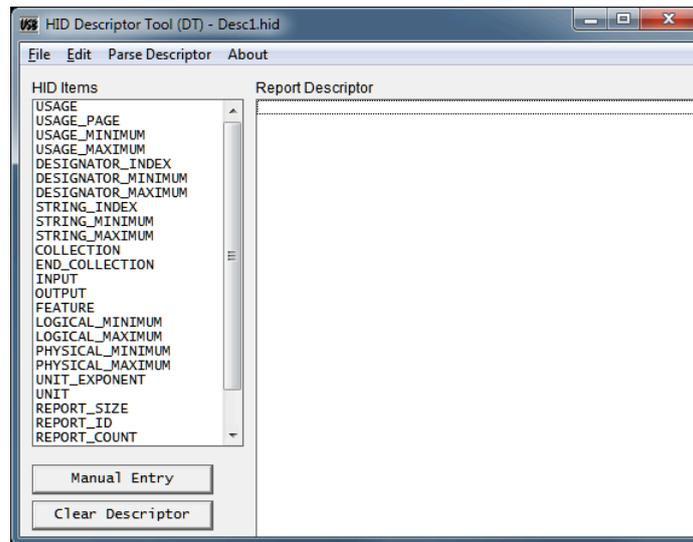 USB HID Descriptor Tool (DT) - Desc1.hid
File Edit Parse Descriptor About
HID Items
Report Descriptor
USAGE
USAGE_PAGE
USAGE_MINIMUM
USAGE_MAXIMUM
DESIGNATOR_INDEX
DESIGNATOR_MINIMUM
DESIGNATOR_MAXIMUM
STRING_INDEX
STRING_MINIMUM
STRING_MAXIMUM
COLLECTION
END_COLLECTION
INPUT
OUTPUT
FEATURE
LOGICAL_MINIMUM
LOGICAL_MAXIMUM
PHYSICAL_MINIMUM
PHYSICAL_MAXIMUM
UNIT_EXPONENT
UNIT
REPORT_SIZE
REPORT_ID
REPORT_COUNT
Manual Entry
Clear Descriptor